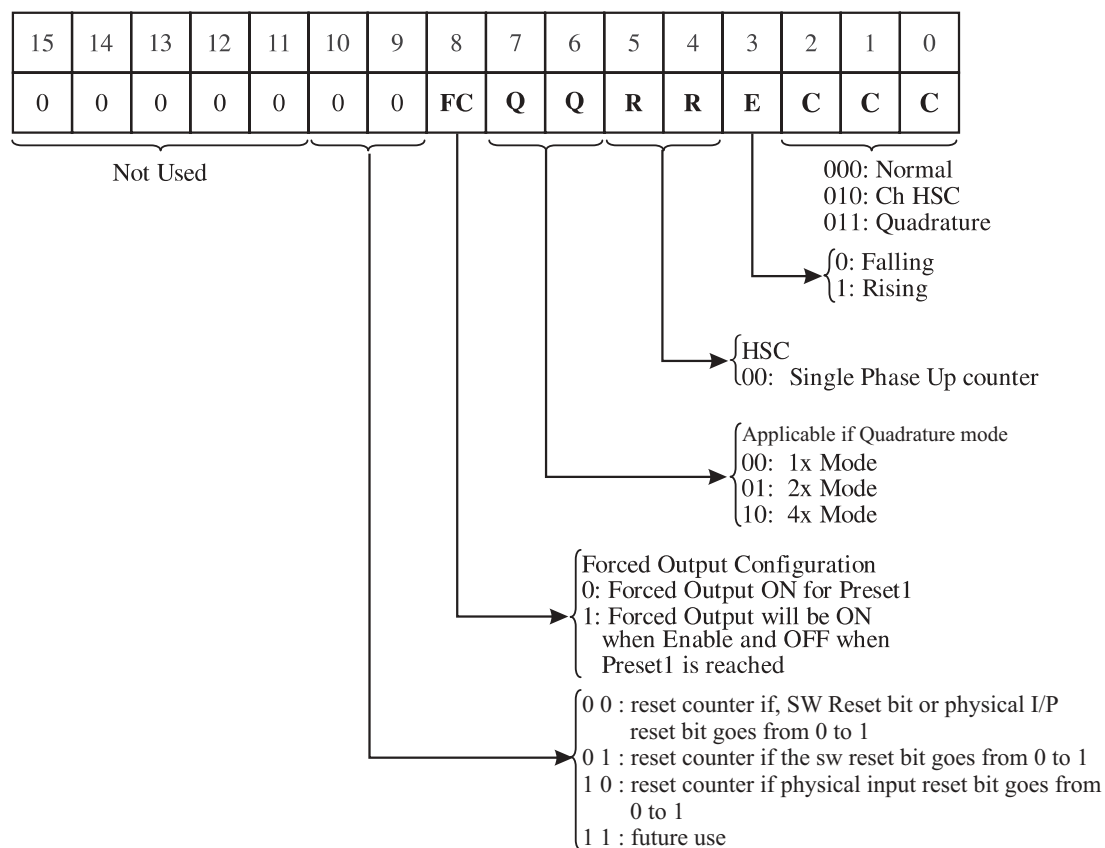 15 14 13 12 11 10 9 8 7 6 5 4 3 2 1 0
0 0 0 0 0 0 0 FC Q Q R R E C C C
Not Used
000: Normal
010: Ch HSC
011: Quadrature
0: Falling
1: Rising
HSC
00: Single Phase Up counter
Applicable if Quadrature mode
00: 1x Mode
01: 2x Mode
10: 4x Mode
Forced Output Configuration
0: Forced Output ON for Preset1
1: Forced Output will be ON
when Enable and OFF when
Preset1 is reached
0 0 : reset counter if, SW Reset bit or physical I/P
reset bit goes from 0 to 1
0 1 : reset counter if the sw reset bit goes from 0 to 1
1 0 : reset counter if physical input reset bit goes from
0 to 1
1 1 : future use